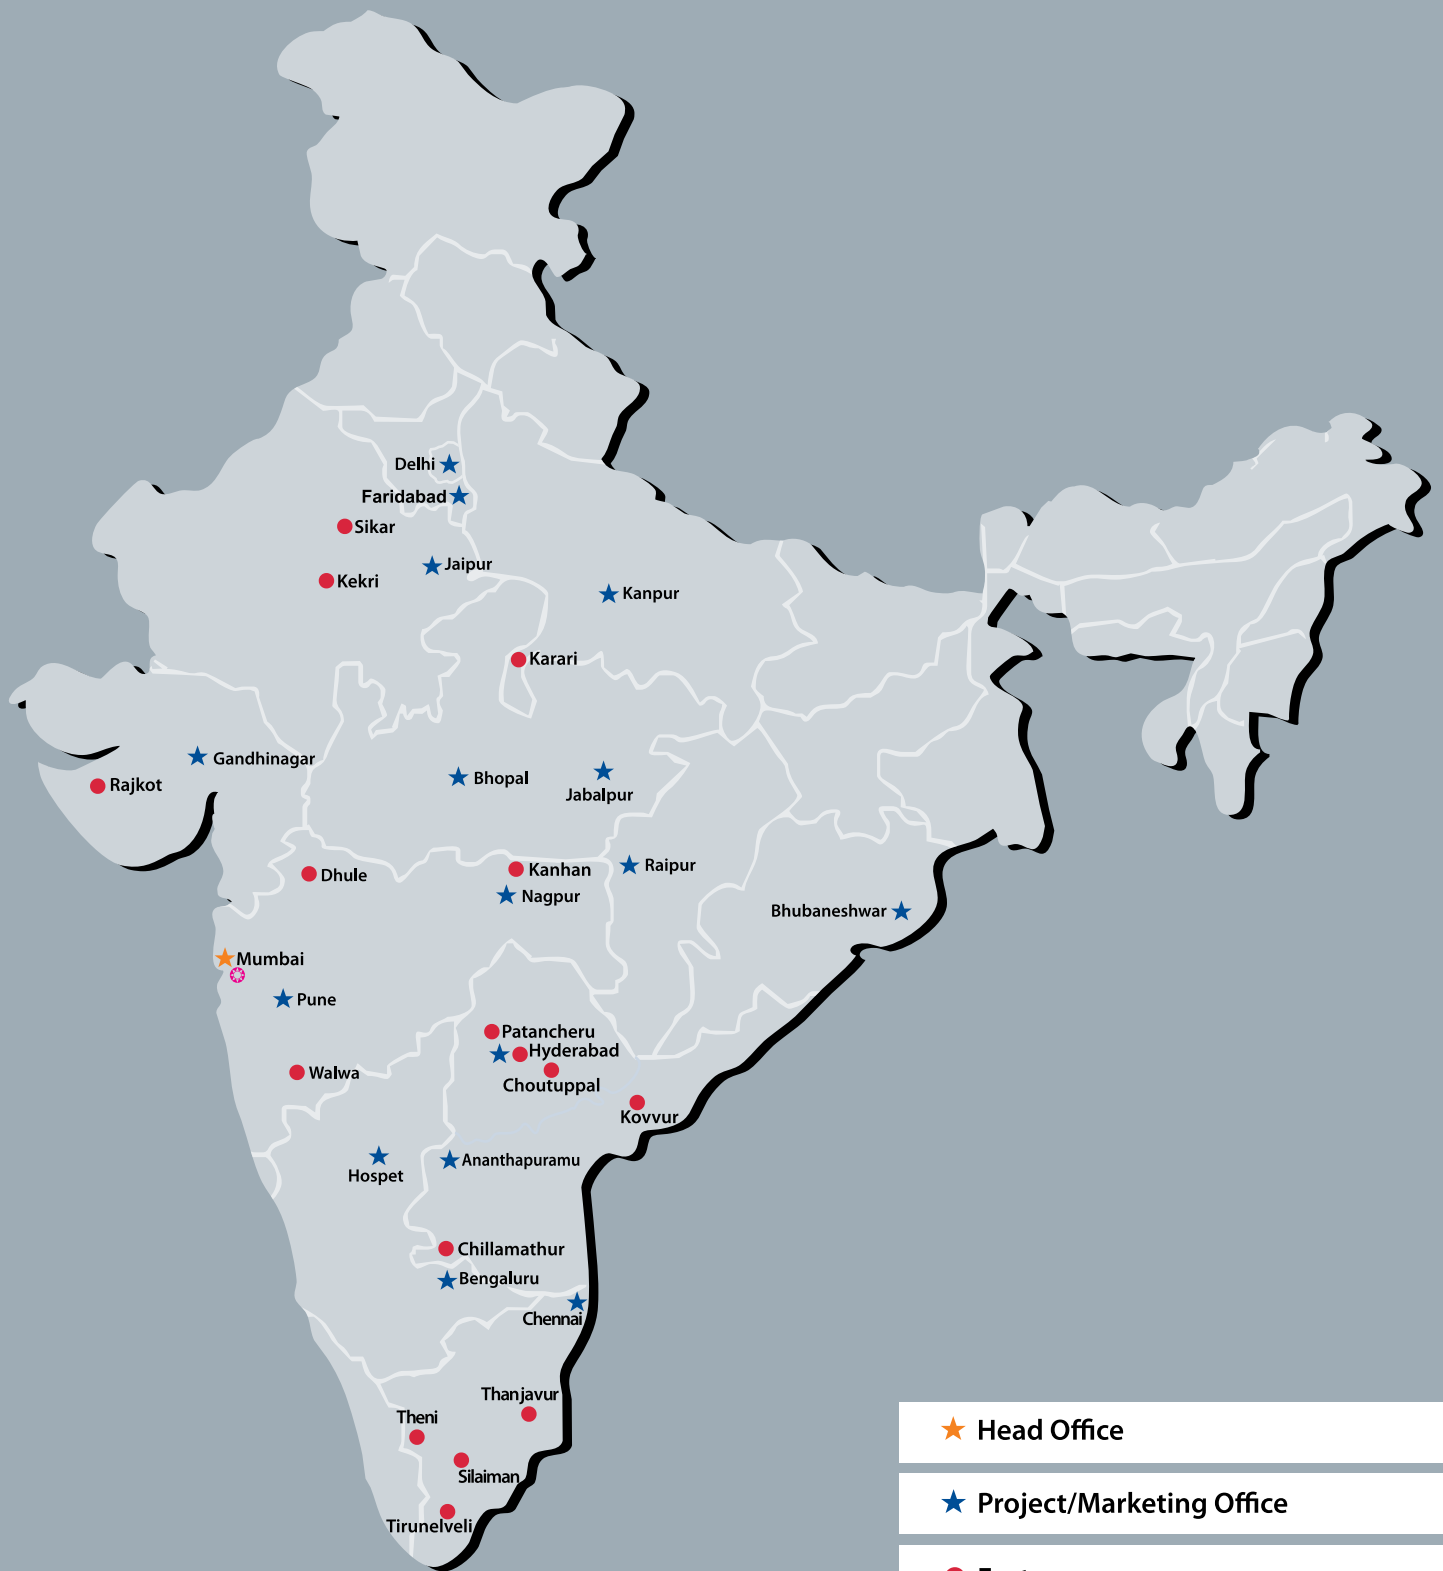 Delhi
Faridabad
Sikar
Jaipur
Kekri
Kanpur
Karari
Gandhinagar
Rajkot
Bhopal
Jabalpur
Dhule
Kanhan
Raipur
Nagpur
Bhubaneshwar
Mumbai
Pune
Patancheru
Hyderabad
Walwa
Choutuppal
Kovvur
Hospet
Ananthapuramu
Chillamathur
Bengaluru
Chennai
Thanjavur
Theni
Silaiman
Tirunelveli
Head Office
Project/Marketing Office